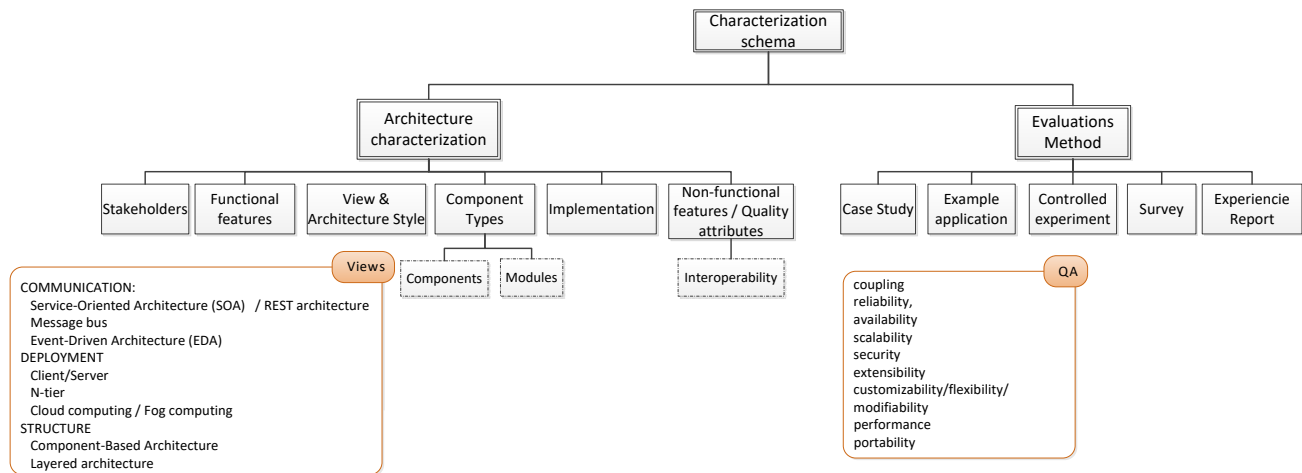 Characterization
schema
Architecture
characterization
Evaluations
Method
Stakeholders
Functional
features
View &
Architecture Style
Component
Types
Implementation
Non-functional
features / Quality
attributes
Case Study
Example
application
Controlled
experiment
Survey
Experiencie
Report
Components
Modules
Interoperability
Views
COMMUNICATION:
Service-Oriented Architecture (SOA) / REST architecture
Message bus
Event-Driven Architecture (EDA)
DEPLOYMENT
Client/Server
N-tier
Cloud computing / Fog computing
STRUCTURE
Component-Based Architecture
Layered architecture
QA
coupling
reliability,
availability
scalability
security
extensibility
customizability/flexibility/
modifiability
performance
portability